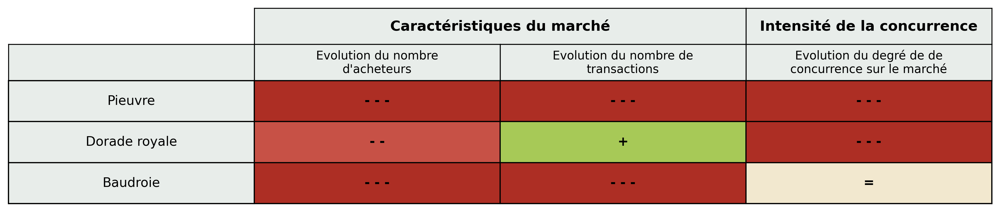 Caractéristiques du marché
Intensité de la concurrence
Evolution du nombre
d'acheteurs
Evolution du nombre de
transactions
Evolution du degré de de
concurrence sur le marché
Pieuvre
- - -
- - -
- - -
Dorade royale
- -
+
- - -
Baudroie
- - -
- - -
=